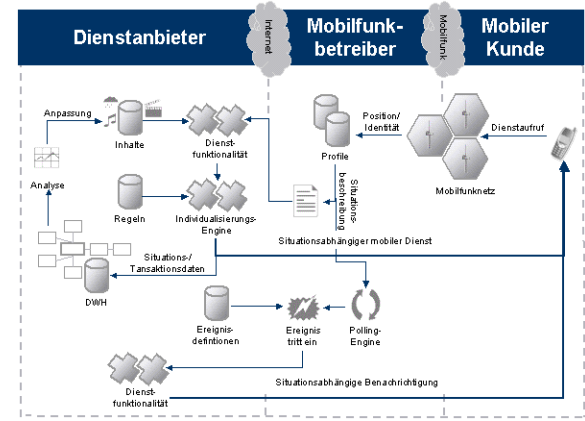 Dienstanbieter
Internet
Mobilfunk-
betreiber
Mobilfunk
Mobiler
Kunde
Anpassung
Inhalte
Dienst-
funktionalität
Profile
Position/
Identität
Mobilfunknetz
Dienstaufruf
Analyse
Regeln
Individualisierungs-
Engine
Situations-
beschreibung
Situationsabhängiger mobiler Dienst
Situations-/
Tansaktionsdaten
DWH
Ereignis-
defintionen
Ereignis
tritt ein
Polling-
Engine
Dienst-
funktionalität
Situationsabhängige Benachrichtigung